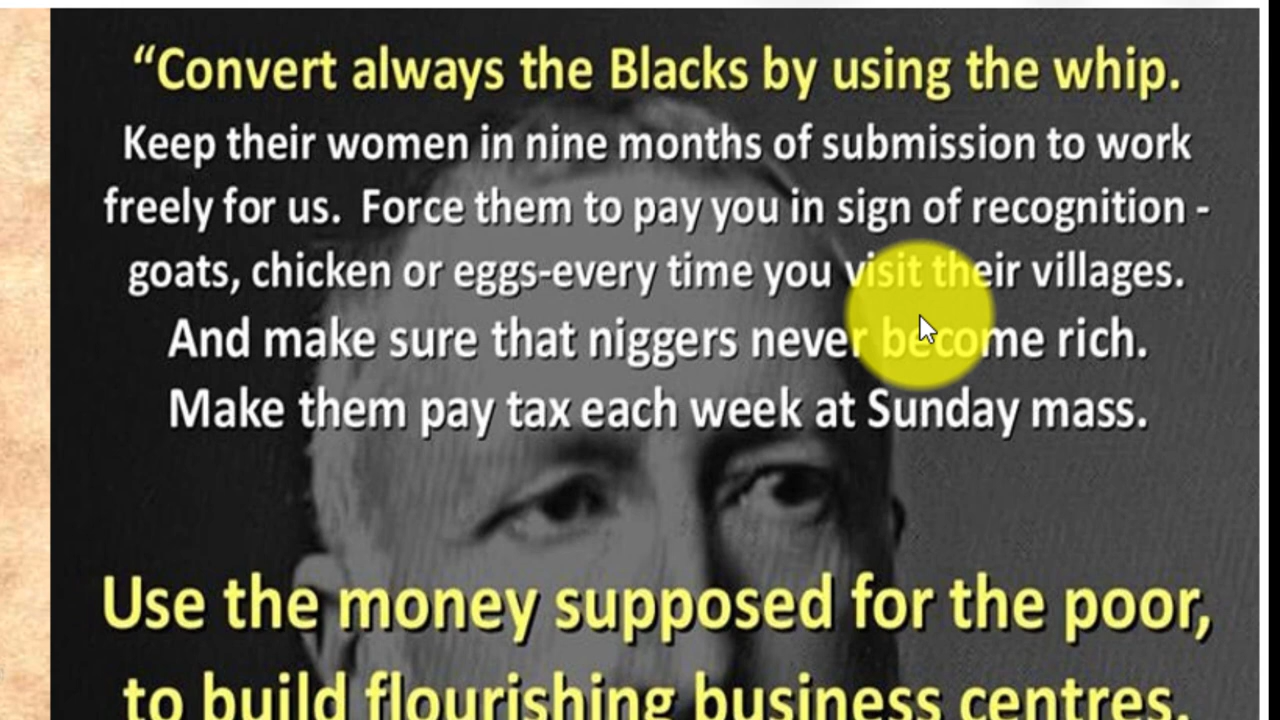 “Convert always the Blacks by using the whip.
Keep their women in nine months of submission to work
freely for us. Force them to pay you in sign of recognition -
goats, chicken or eggs-every time you visit their villages.
And make sure that niggers never become rich.
Make them pay tax each week at Sunday mass.
Use the money supposed for the poor,
to build flourishing business centres.